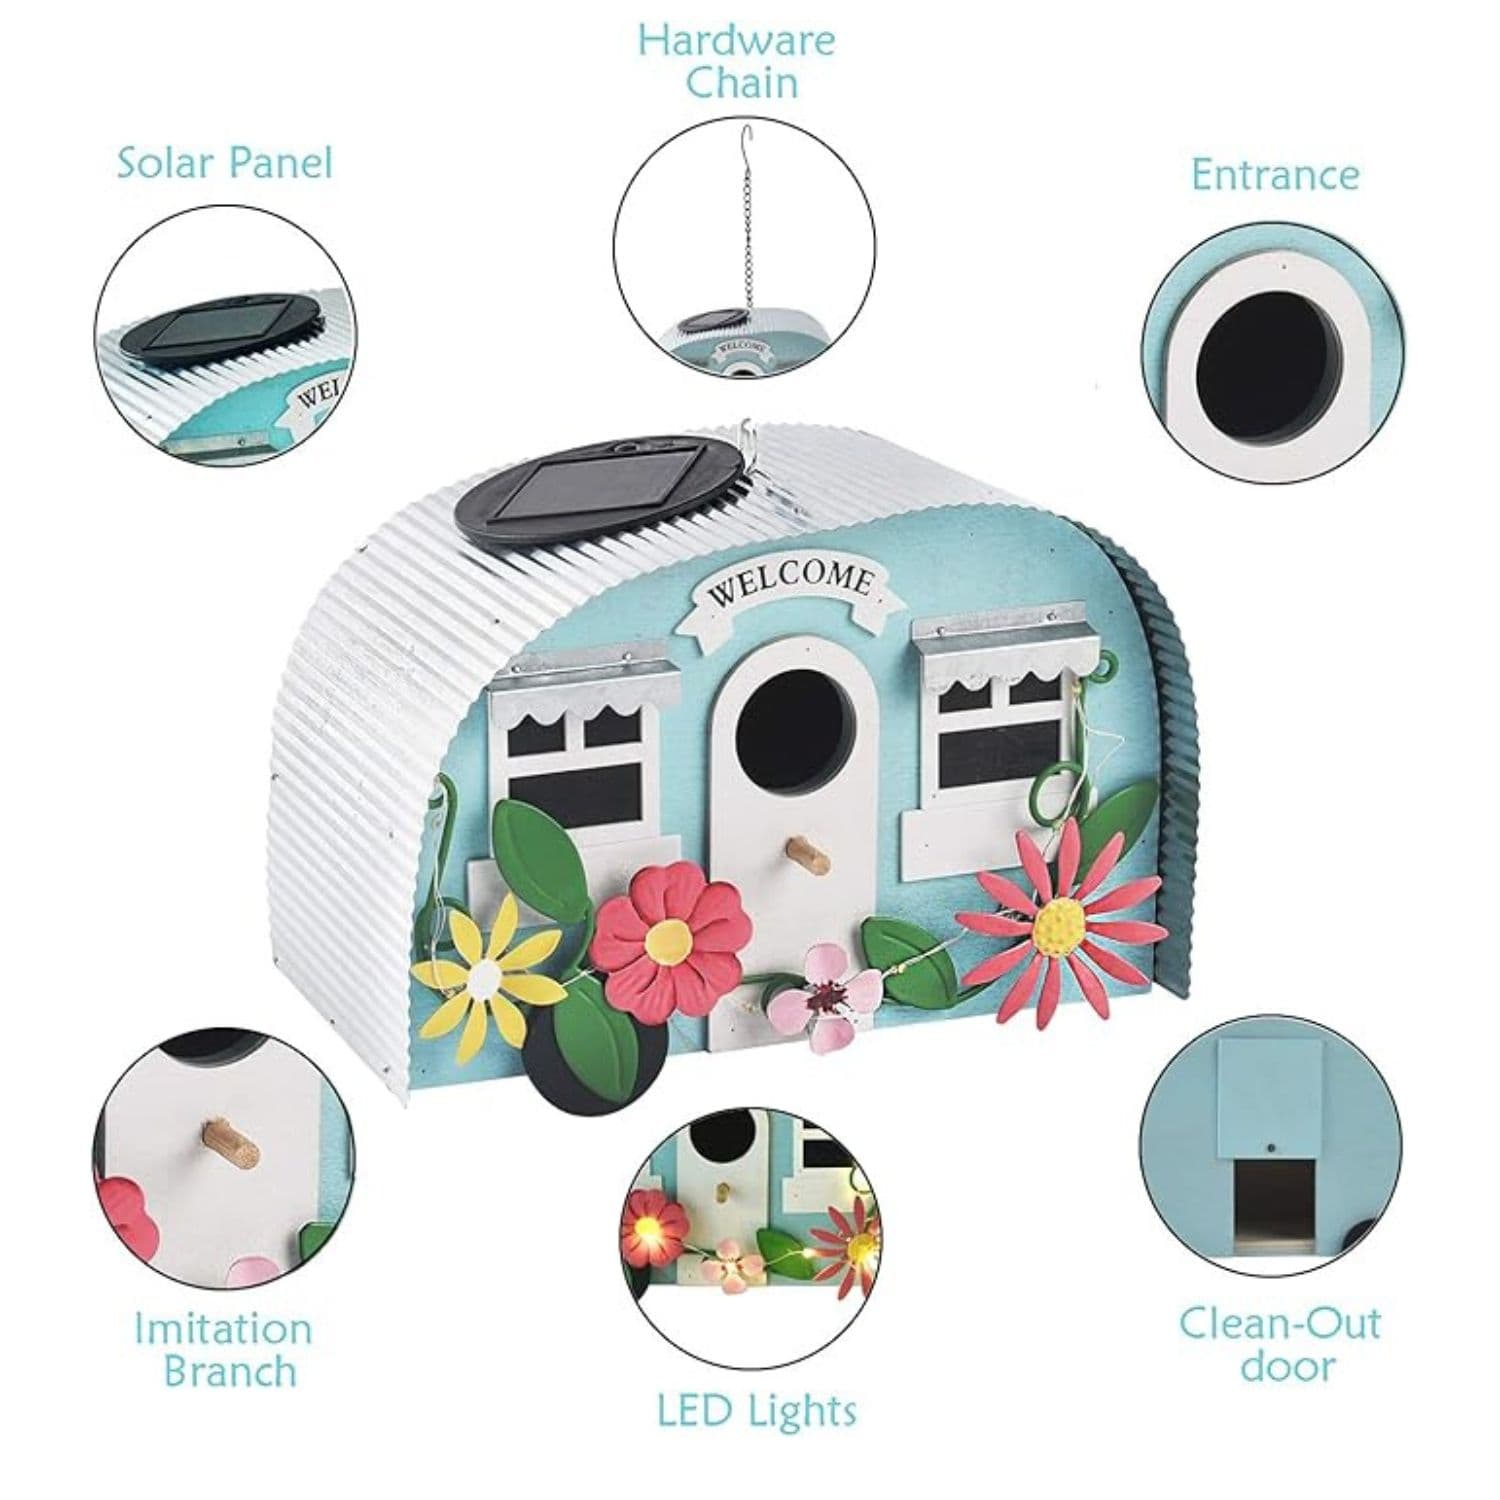 Hardware
Chain
Solar Panel
Entrance
WELCOME
WEL
WELCOME
Imitation
Branch
LED Lights
Clean-Out
door